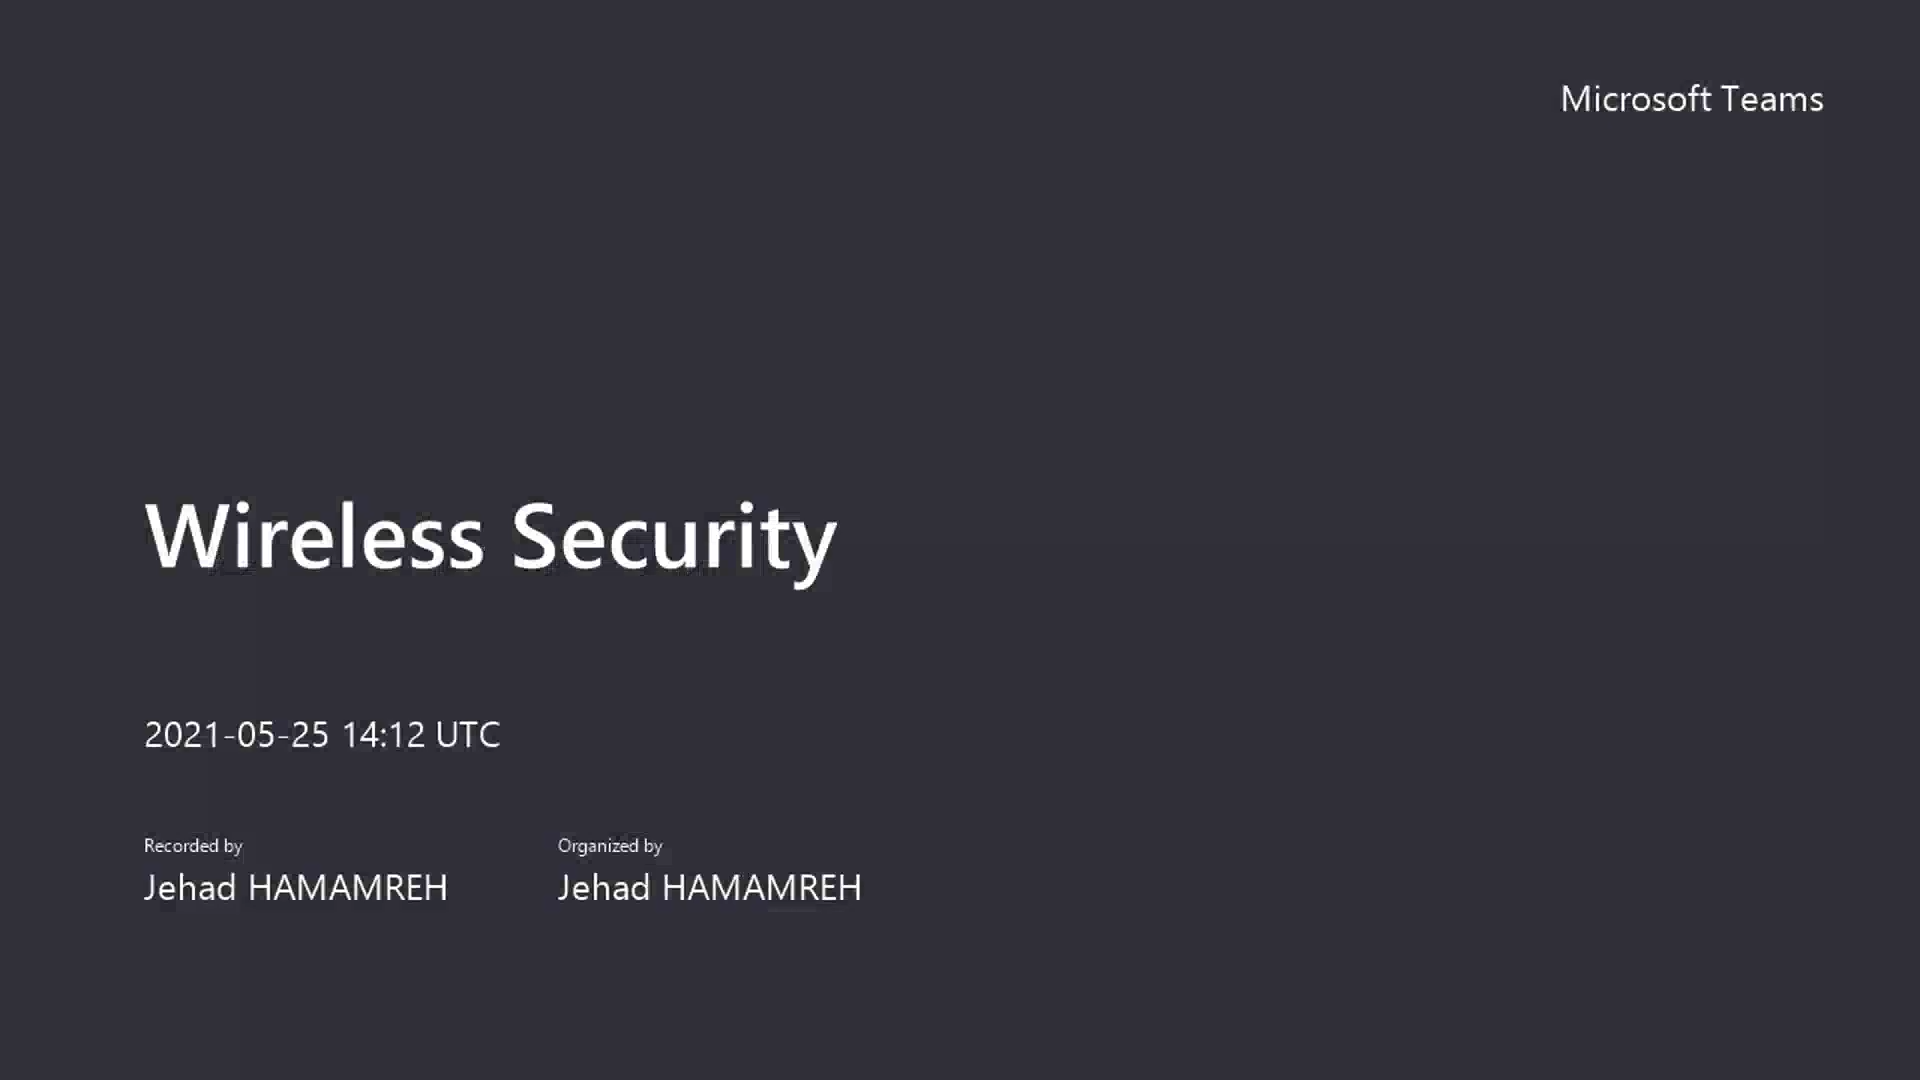 Microsoft Teams
Wireless Security
2021-05-25 14:12 UTC
Recorded by
Jehad HAMAMREH
Organized by
Jehad HAMAMREH